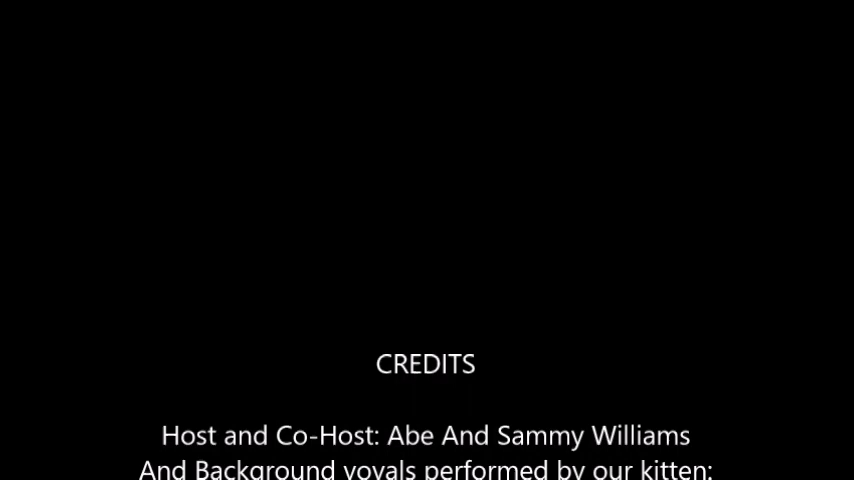 CREDITS
Host and Co-Host: Abe And Sammy Williams
And Background voyals performed by our kitten: